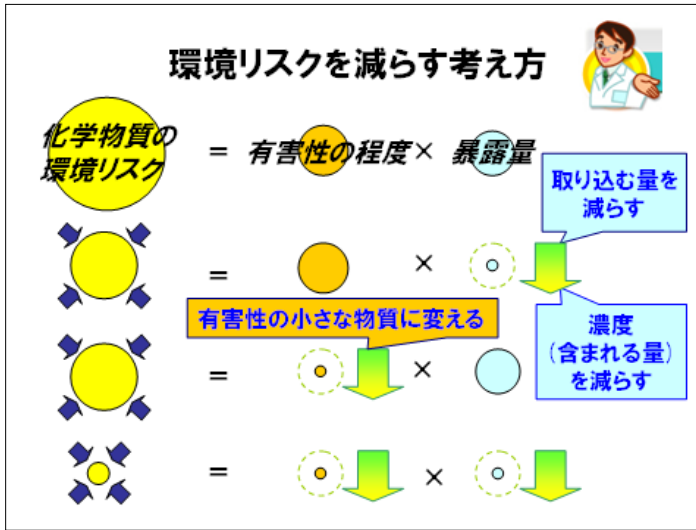 環境リスクを減らす考え方
化学物質の
環境リスク
= 有害性の程度 × 暴露量
取り込む量を
減らす
= ×
有害性の小さな物質に変える
濃度
(含まれる量)
を減らす
= ×
= ×